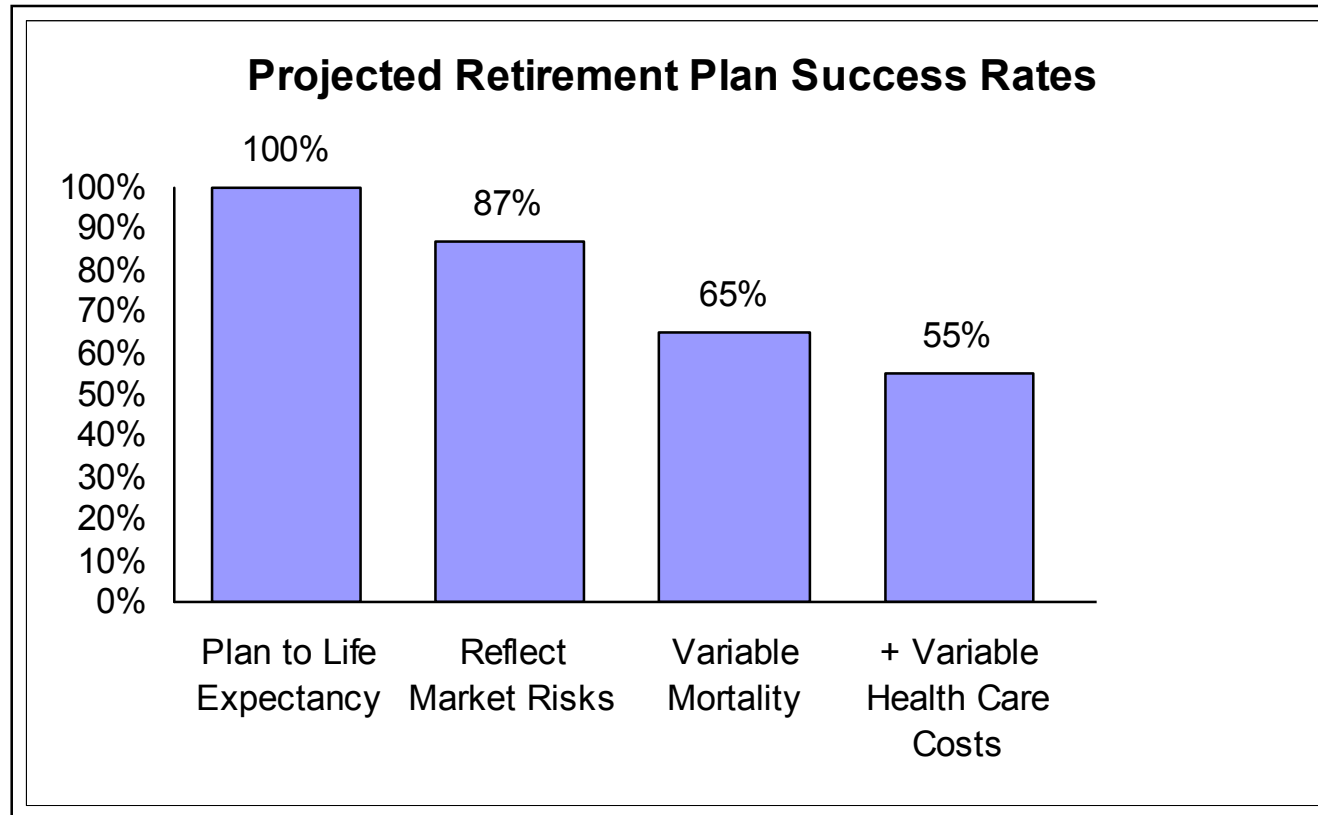 Projected Retirement Plan Success Rates
100%
87%
65%
55%
100%
90%
80%
70%
60%
50%
40%
30%
20%
10%
0%
Plan to Life
Expectancy
Reflect
Market Risks
Variable
Mortality
+ Variable
Health Care
Costs